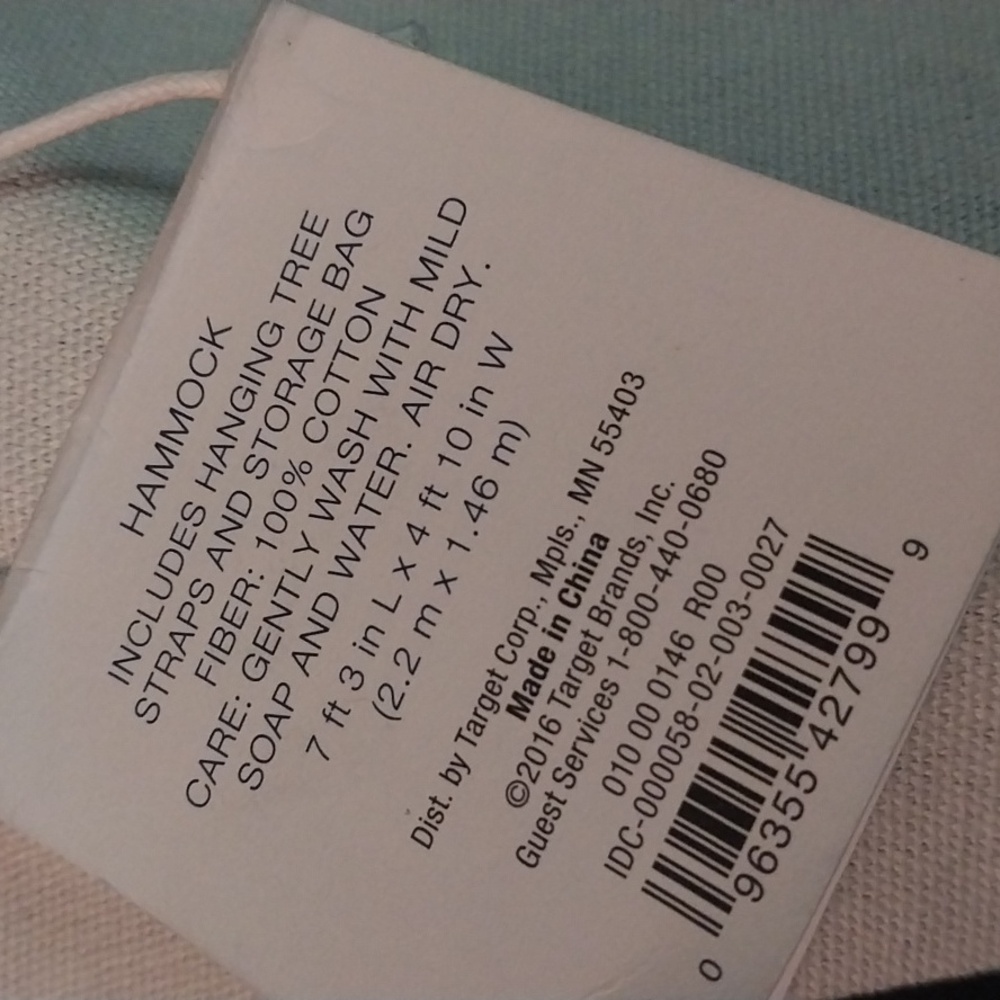 HAMMOCK
INCLUDES HANGING TREE
STRAPS AND STORAGE BAG
FIBER: 100% COTTON
CARE: GENTLY WASH WITH MILD
SOAP AND WATER. AIR DRY.
7 ft 3 in L x 4 ft 10 in W
(2.2 m x 1.46 m)
Dist. by Target Corp., Mpls., MN 55403
Made in China
©2016 Target Brands, Inc.
Guest Services 1-800-440-0680
010 00 0146 R00
IDC-000058-02-003-0027
0 96355 42799 9